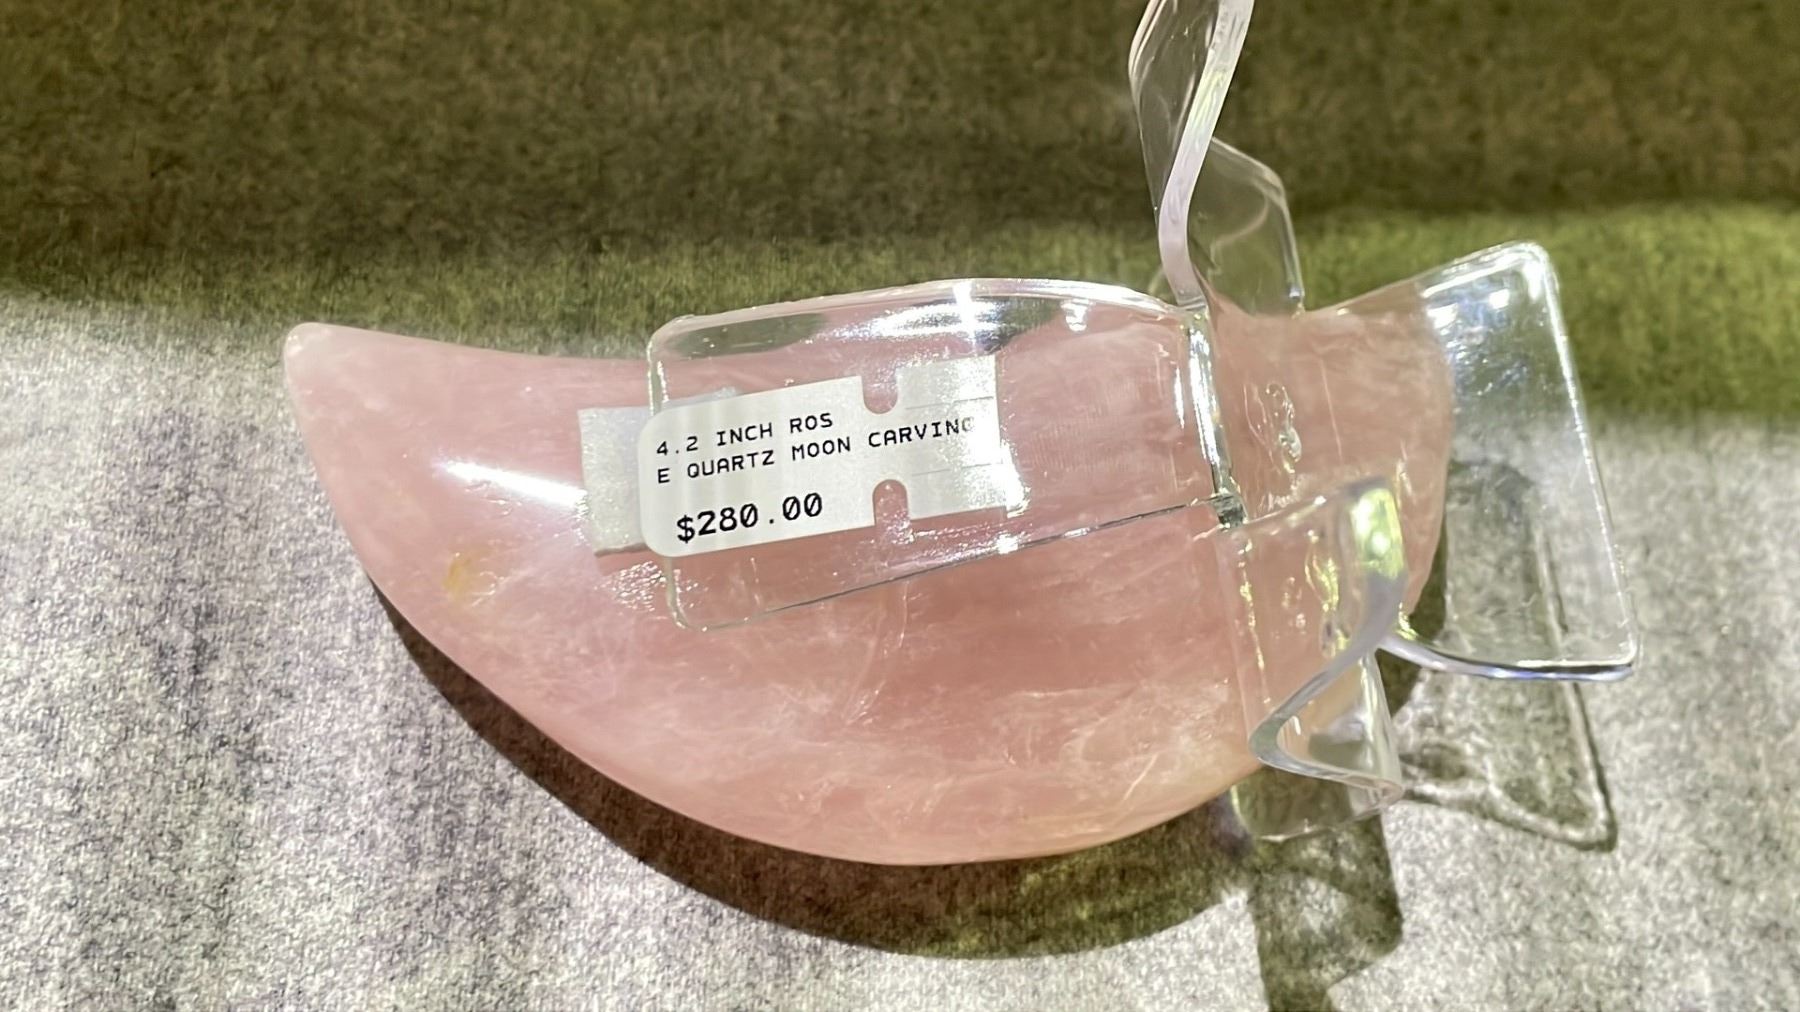 4.2 INCH ROS
E QUARTZ MOON CARVING
$280.00